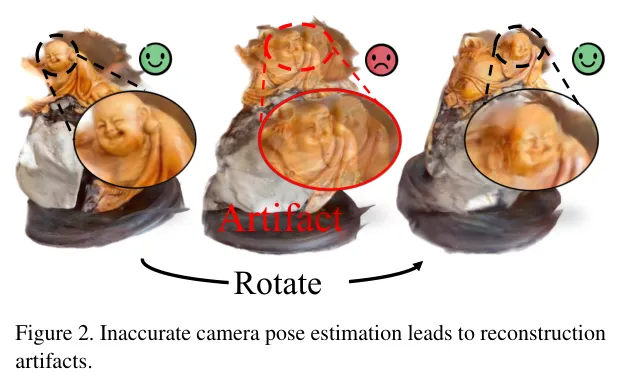 Artifact
Rotate
Figure 2. Inaccurate camera pose estimation leads to reconstruction
artifacts.